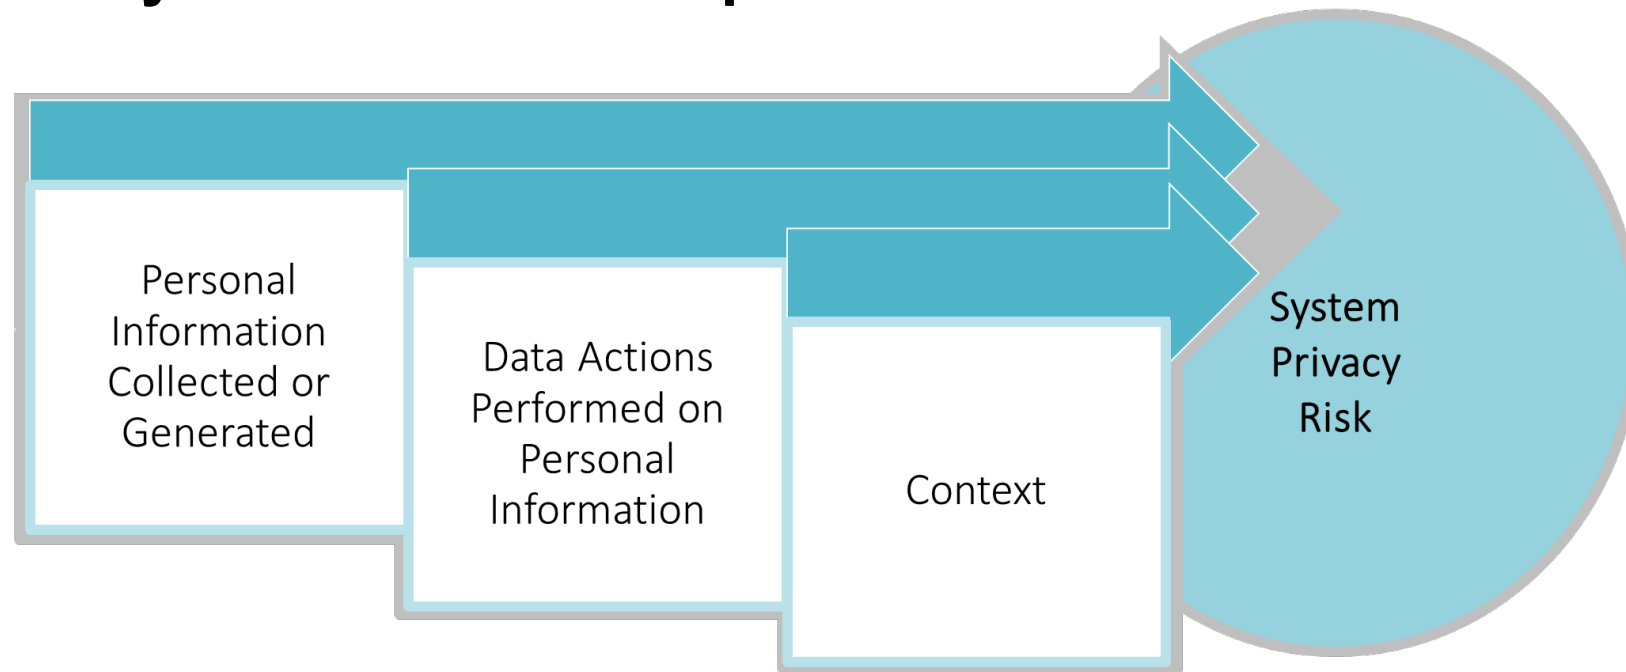 Personal
Information
Collected or
Generated
Data Actions
Performed on
Personal
Information
Context
System
Privacy
Risk